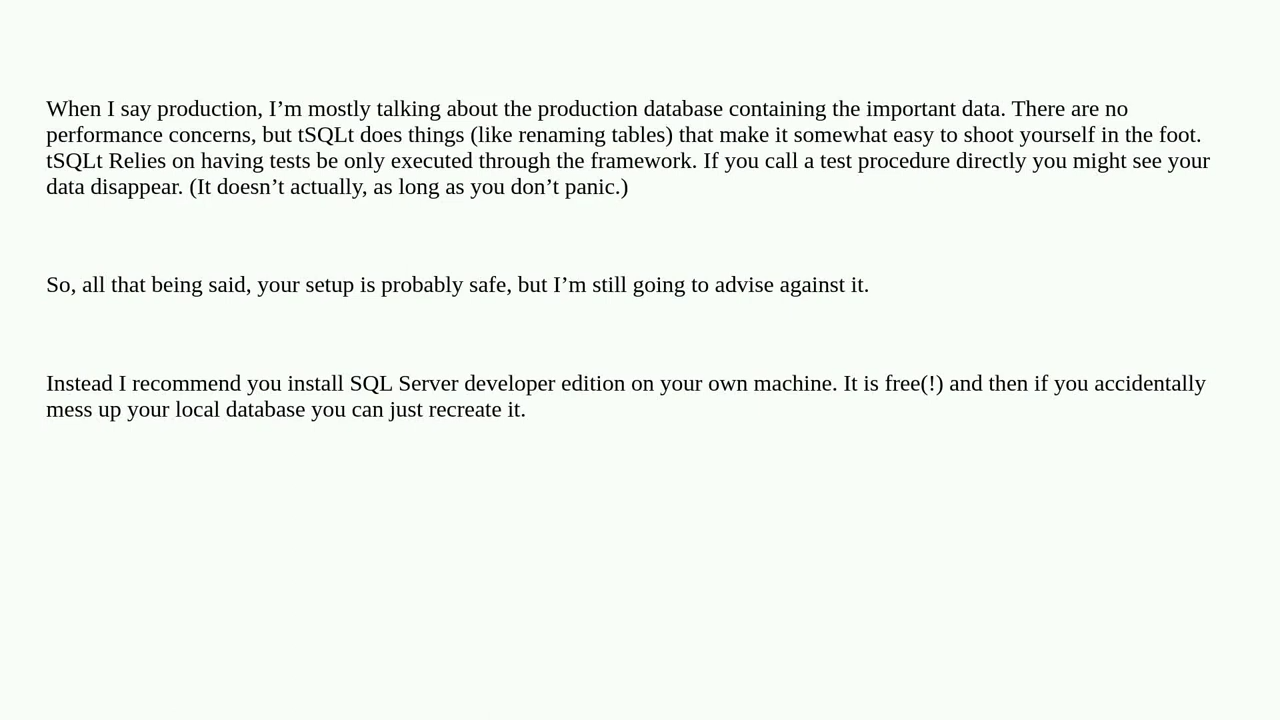 When I say production, I’m mostly talking about the production database containing the important data. There are no
performance concerns, but tSQLt does things (like renaming tables) that make it somewhat easy to shoot yourself in the foot.
tSQLt Relies on having tests be only executed through the framework. If you call a test procedure directly you might see your
data disappear. (It doesn’t actually, as long as you don’t panic.)
So, all that being said, your setup is probably safe, but I’m still going to advise against it.
Instead I recommend you install SQL Server developer edition on your own machine. It is free(!) and then if you accidentally
mess up your local database you can just recreate it.